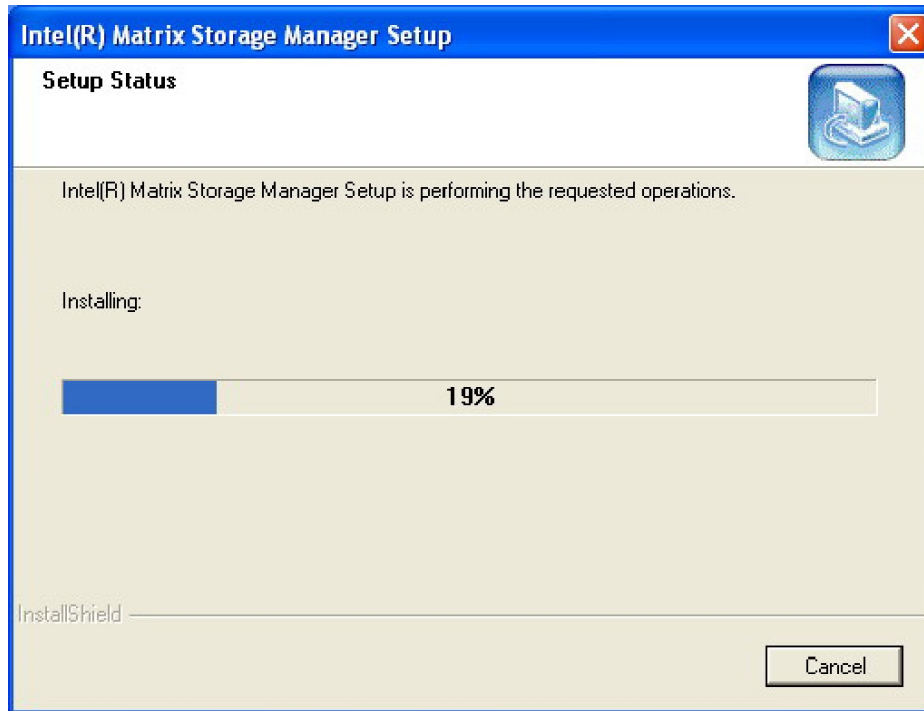 Intel(R) Matrix Storage Manager Setup
Setup Status
Intel(R) Matrix Storage Manager Setup is performing the requested operations.
Installing:
19%
InstallShield
Cancel